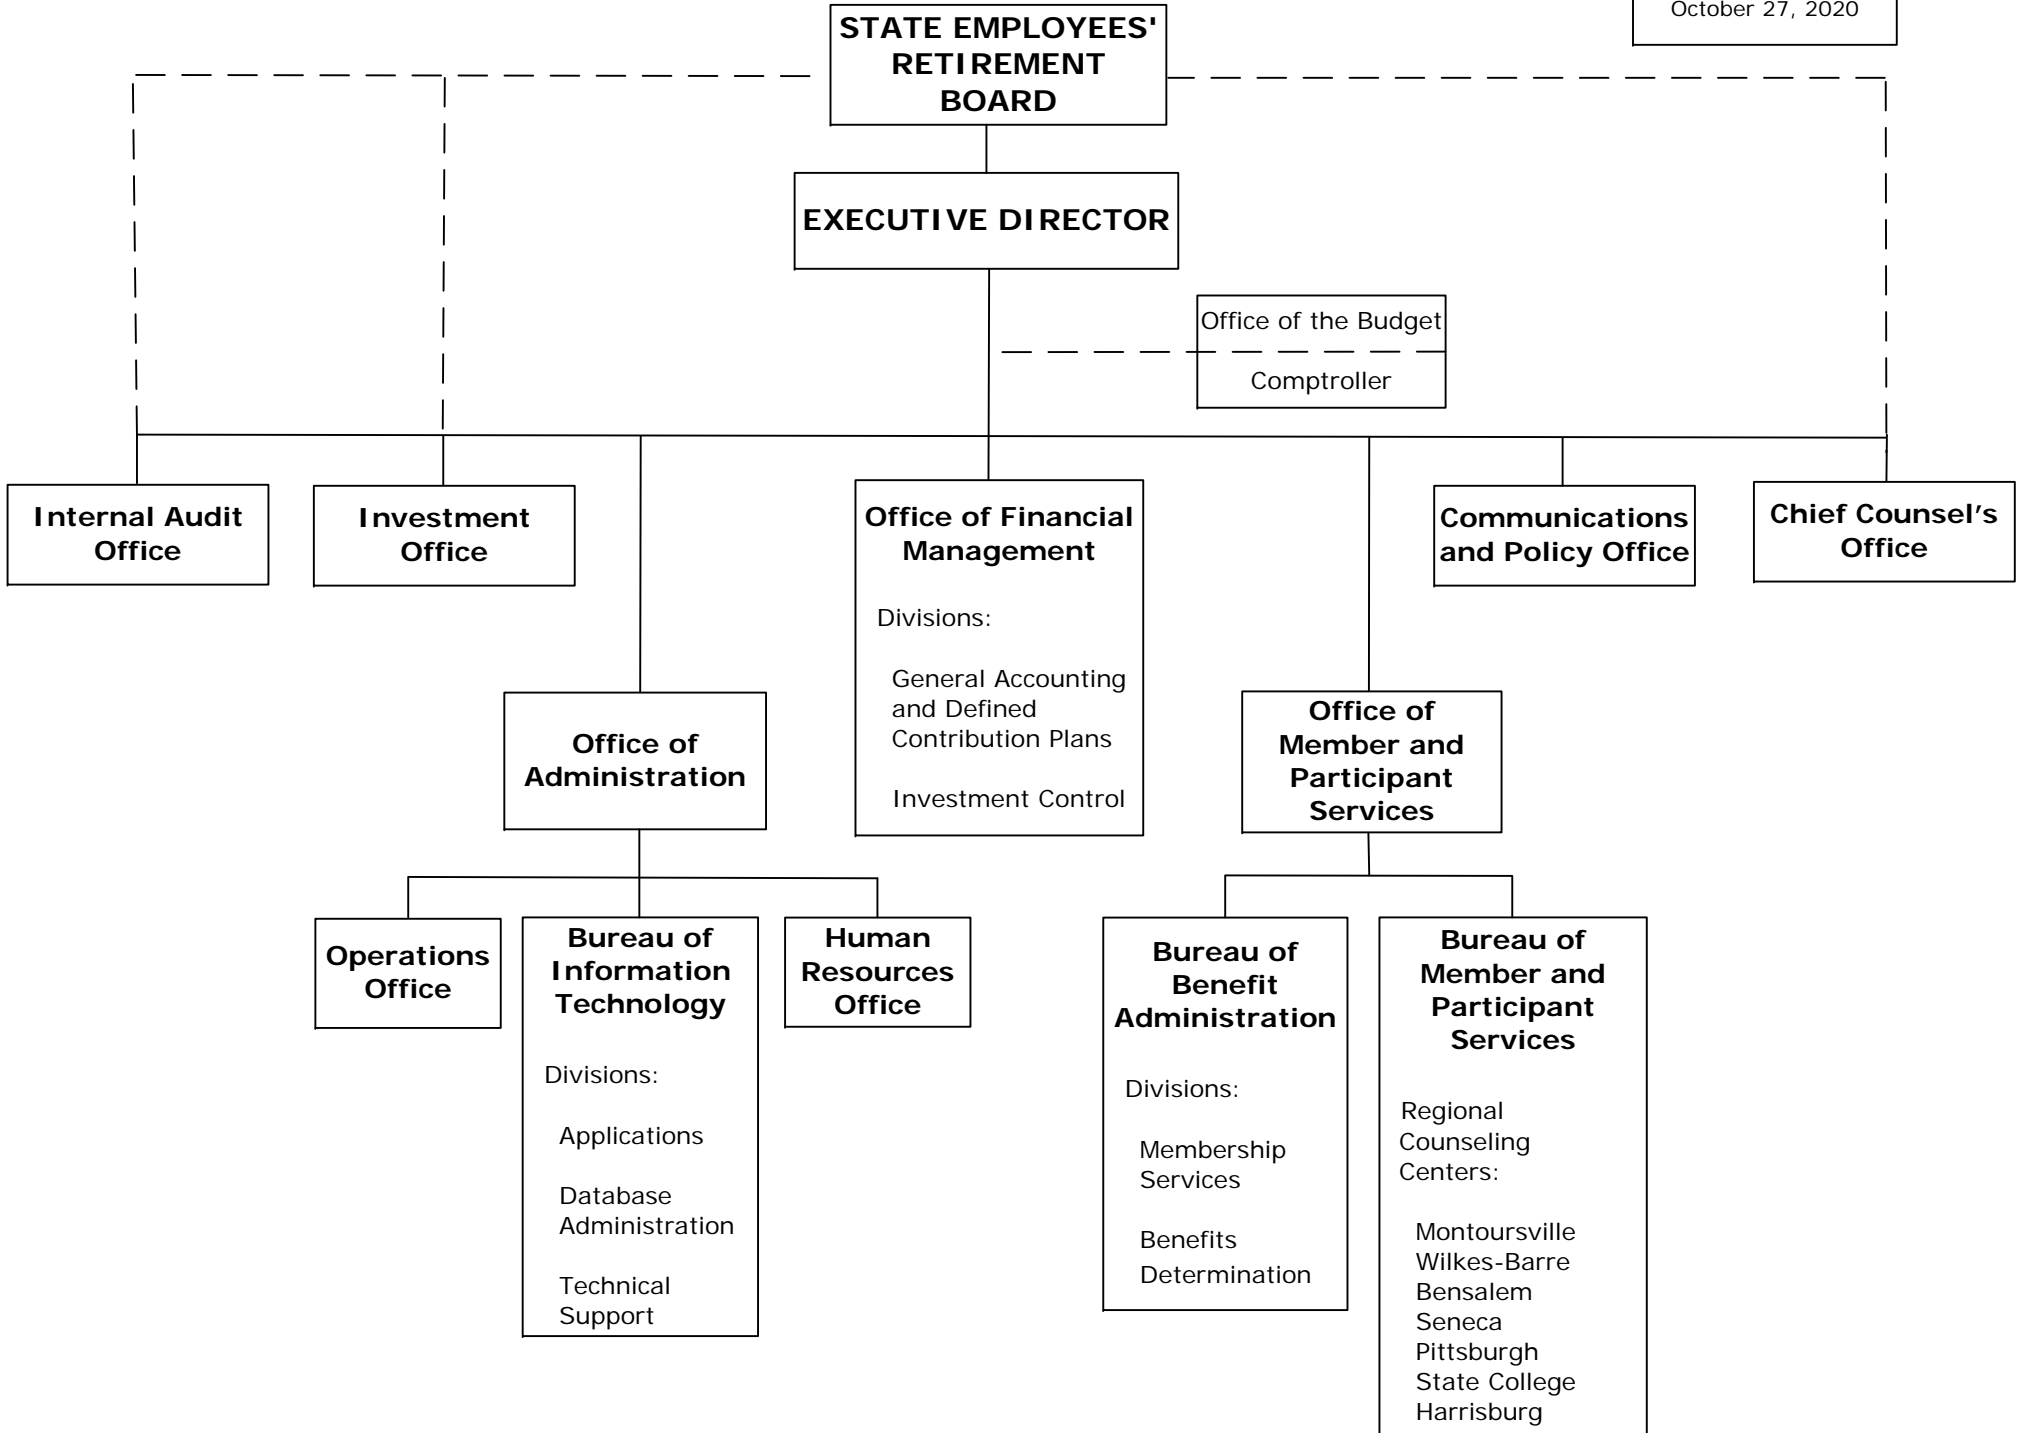 October 27, 2020
STATE EMPLOYEES'
RETIREMENT
BOARD
EXECUTIVE DIRECTOR
Office of the Budget
Comptroller
Internal Audit
Office
Investment
Office
Office of Financial
Management
Divisions:
General Accounting
and Defined
Contribution Plans
Investment Control
Communications
and Policy Office
Chief Counsel’s
Office
Office of
Administration
Office of
Member and
Participant
Services
Operations
Office
Bureau of
Information
Technology
Divisions:
Applications
Database
Administration
Technical
Support
Human
Resources
Office
Bureau of
Benefit
Administration
Divisions:
Membership
Services
Benefits
Determination
Bureau of
Member and
Participant
Services
Regional
Counseling
Centers:
Montoursville
Wilkes-Barre
Bensalem
Seneca
Pittsburgh
State College
Harrisburg